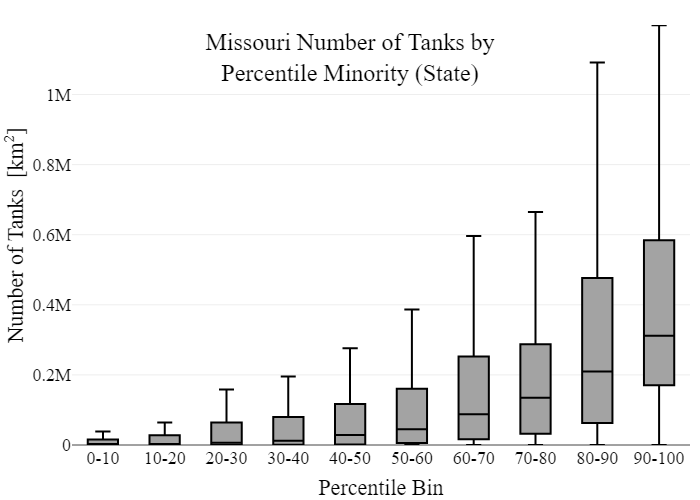 Missouri Number of Tanks by
Percentile Minority (State)
Number of Tanks [km²]
1M
0.8M
0.6M
0.4M
0.2M
0
0-10 10-20 20-30 30-40 40-50 50-60 60-70 70-80 80-90 90-100
Percentile Bin